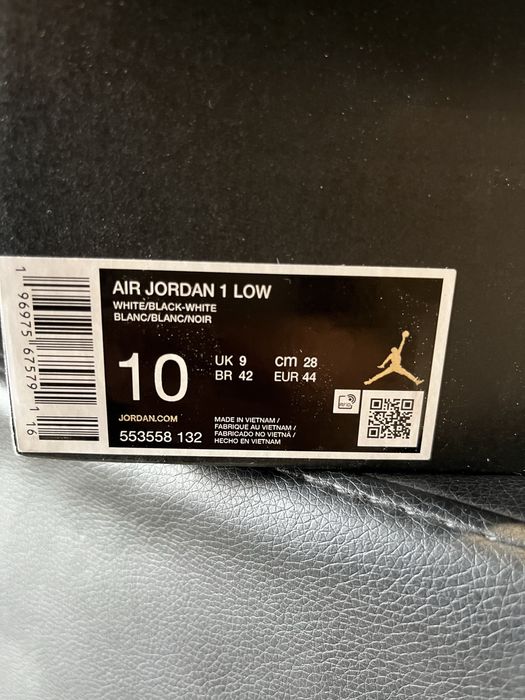 AIR JORDAN 1 LOW
WHITE/BLACK-WHITE
BLANC/BLANC/NOIR
10
UK 9 cm 28
BR 42 EUR 44
JORDAN.COM
553558 132
MADE IN VIETNAM /
FABRIQUE AU VIETNAM /
FABRICADO NO VIETNÃ /
HECHO EN VIETNAM
RFID
1 96975 67579 1 16